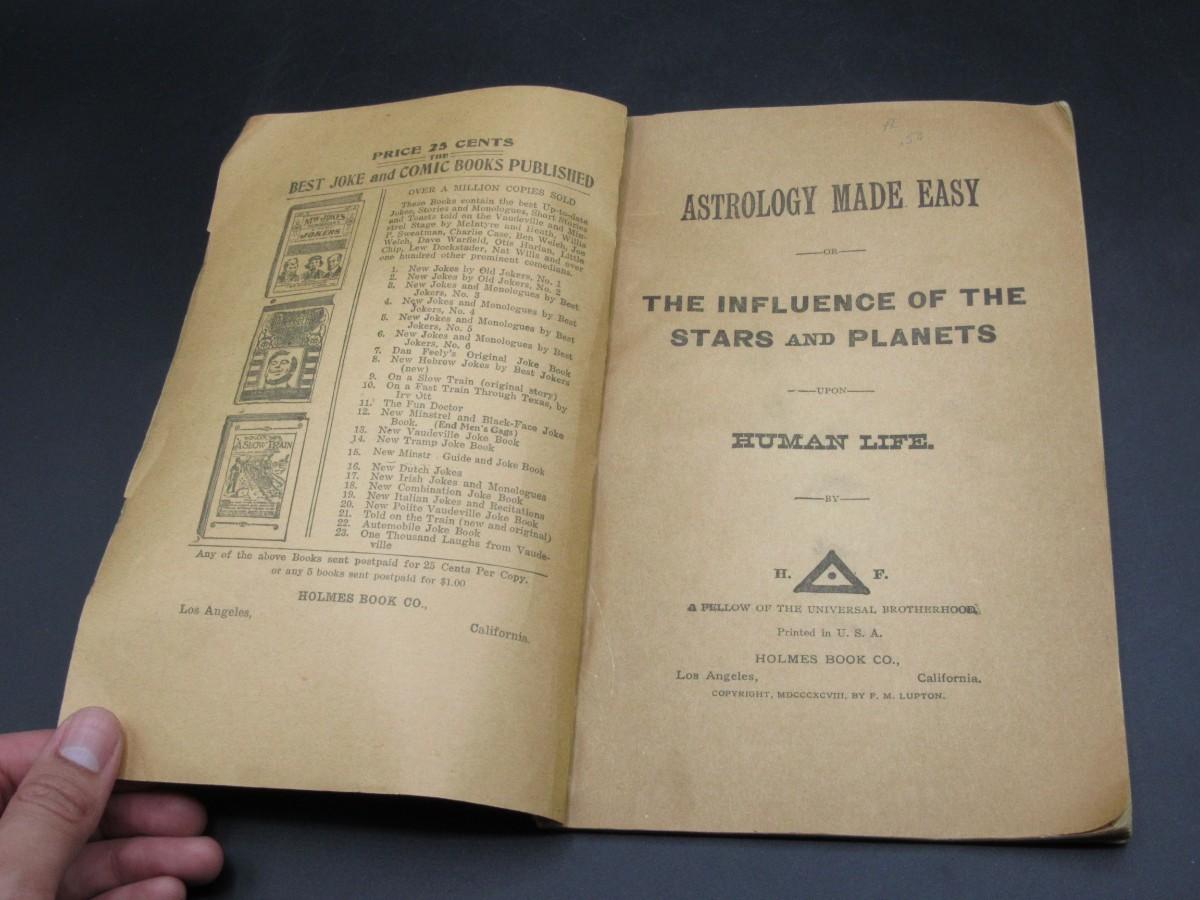 PRICE 25 CENTS
THE
BEST JOKE and COMIC BOOKS PUBLISHED
OVER A MILLION COPIES SOLD
These Books contain the best Up-to-date
Jokes, Stories and Monologues, Short Stories
and Toasts told on the Vaudeville and Min-
strel Stage by McIntyre and Heath, Willis
P. Sweatman, Charlie Case, Ben Welch, Joe
Welch, Dave Warfield, Otis Harlan, Little
Chip, Lew Dockstader, Nat Wills and over
one hundred other prominent comedians.
1. New Jokes by Old Jokers, No. 1
2. New Jokes by Old Jokers, No. 2
3. New Jokes and Monologues by Best
Jokers, No. 3
4. New Jokes and Monologues by Best
Jokers, No. 4
5. New Jokes and Monologues by Best
Jokers, No. 5
6. New Jokes and Monologues by Best
Jokers, No. 6
7. Dan Feely's Original Joke Book
8. New Hebrew Jokes by Best Jokers
(new)
9. On a Slow Train (original story)
10. On a Fast Train Through Texas, by
Irv Ott
11. The Fun Doctor
12. New Minstrel and Black-Face Joke
Book. (End Men's Gags)
13. New Vaudeville Joke Book
14. New Tramp Joke Book
15. New Minstr Guide and Joke Book
16. New Dutch Jokes
17. New Irish Jokes and Monologues
18. New Combination Joke Book
19. New Italian Jokes and Recitations
20. New Polite Vaudeville Joke Book
21. Told on the Train (new and original)
22. Automobile Joke Book
23. One Thousand Laughs from Vaude-
ville
NEW JOKES
JOKERS
A SLOW TRAIN
Any of the above Books sent postpaid for 25 Cents Per Copy.
or any 5 books sent postpaid for $1.00
HOLMES BOOK CO.,
Los Angeles,
California.
ASTROLOGY MADE EASY
OR
THE INFLUENCE OF THE
STARS AND PLANETS
UPON
HUMAN LIFE.
BY
H. F.
A FELLOW OF THE UNIVERSAL BROTHERHOOD.
Printed in U. S. A.
HOLMES BOOK CO.,
Los Angeles, California.
COPYRIGHT, MDCCCXCVIII, BY F. M. LUPTON.